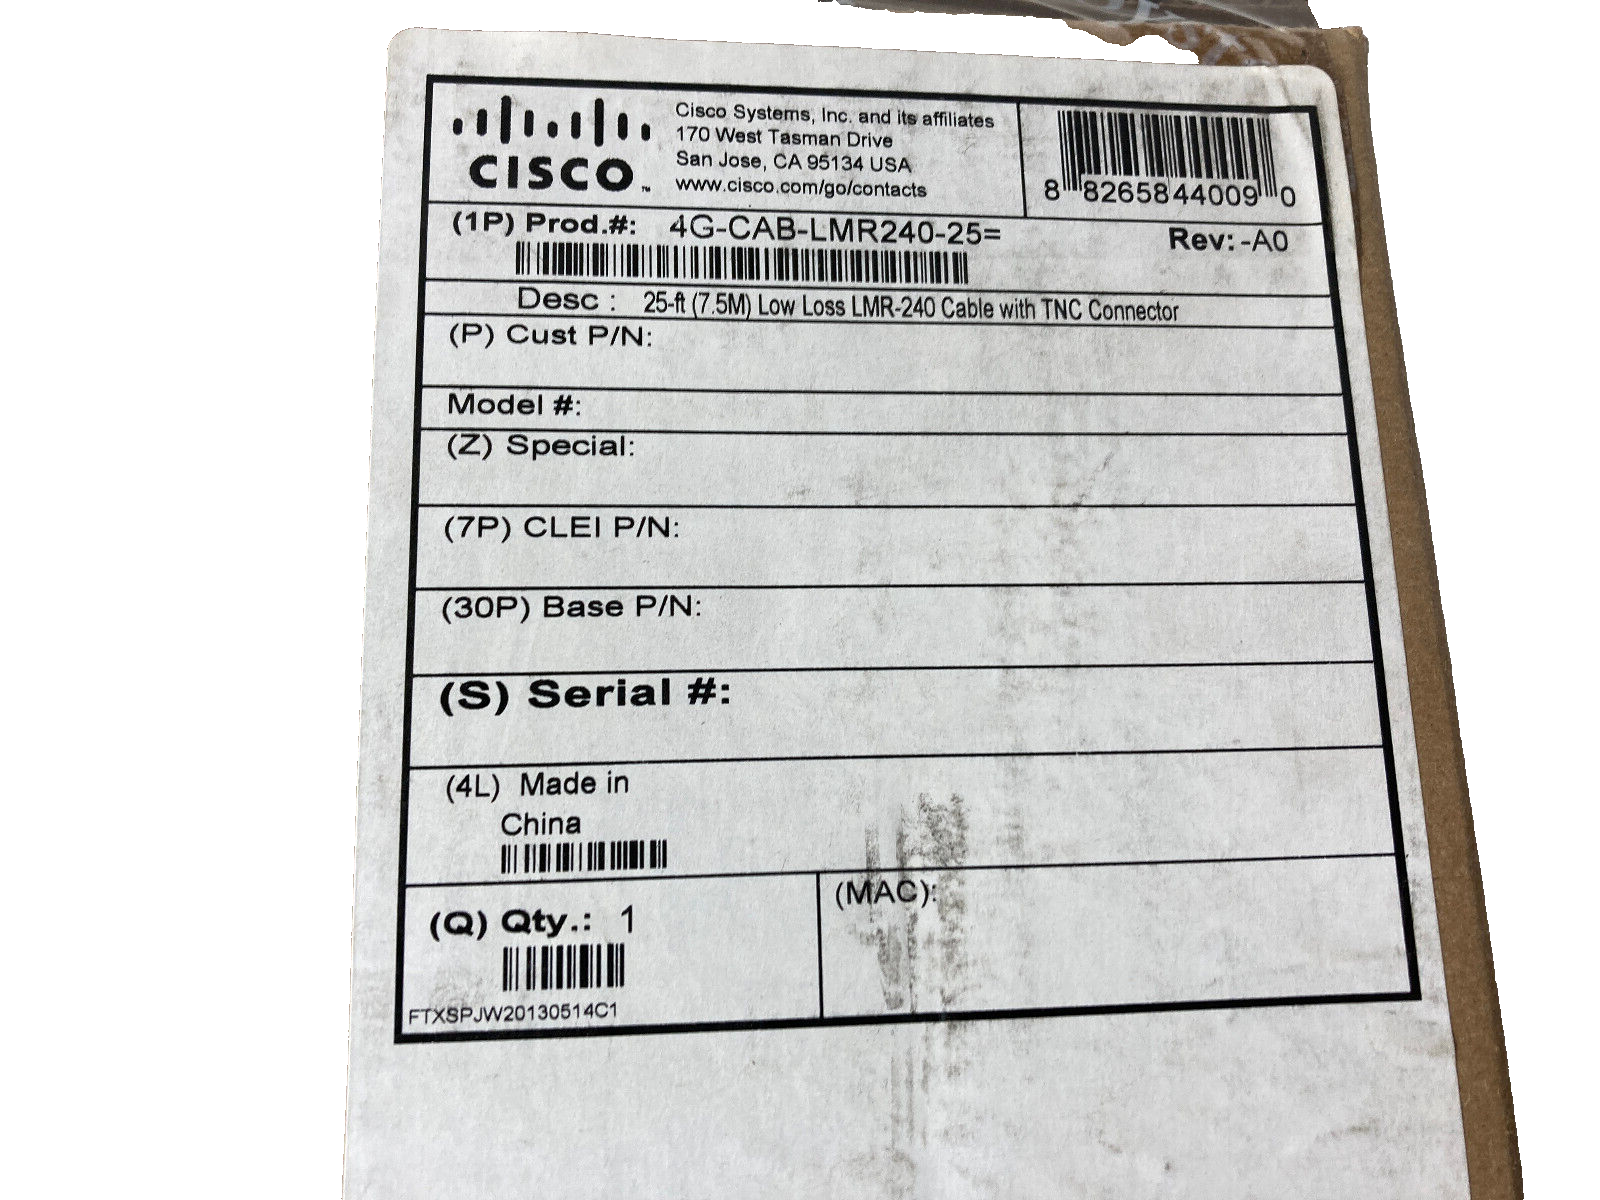 CISCO™
Cisco Systems, Inc. and its affiliates
170 West Tasman Drive
San Jose, CA 95134 USA
www.cisco.com/go/contacts
8 82658 44009 0
(1P) Prod.#: 4G-CAB-LMR240-25=
Rev:-A0
Desc : 25-ft (7.5M) Low Loss LMR-240 Cable with TNC Connector
(P) Cust P/N:
Model #:
(Z) Special:
(7P) CLEI P/N:
(30P) Base P/N:
(S) Serial #:
(4L) Made in
China
(Q) Qty.: 1
(MAC):
FTXSPJW20130514C1